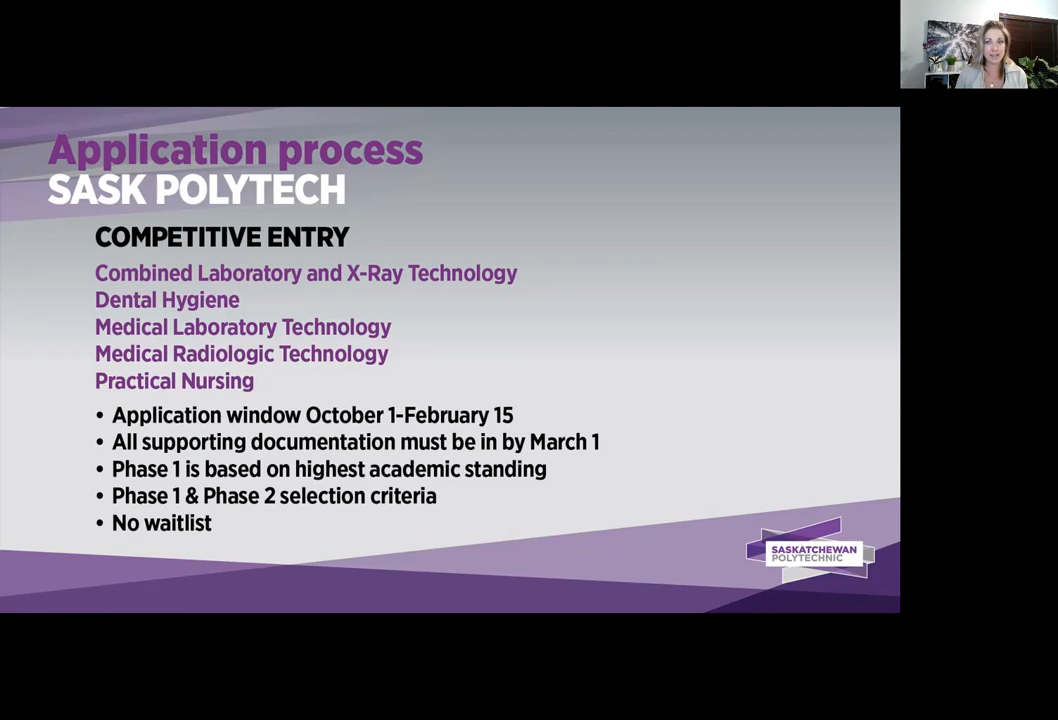 Application process
SASK POLYTECH
COMPETITIVE ENTRY
Combined Laboratory and X-Ray Technology
Dental Hygiene
Medical Laboratory Technology
Medical Radiologic Technology
Practical Nursing
• Application window October 1-February 15
• All supporting documentation must be in by March 1
• Phase 1 is based on highest academic standing
• Phase 1 & Phase 2 selection criteria
• No waitlist
SASKATCHEWAN
POLYTECHNIC